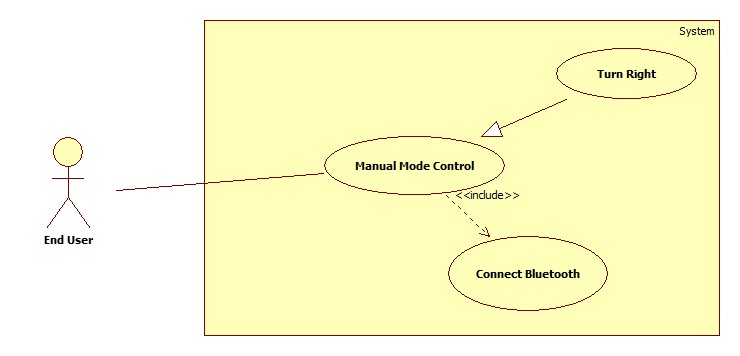 System
Turn Right
Manual Mode Control
<<include>>
End User
Connect Bluetooth